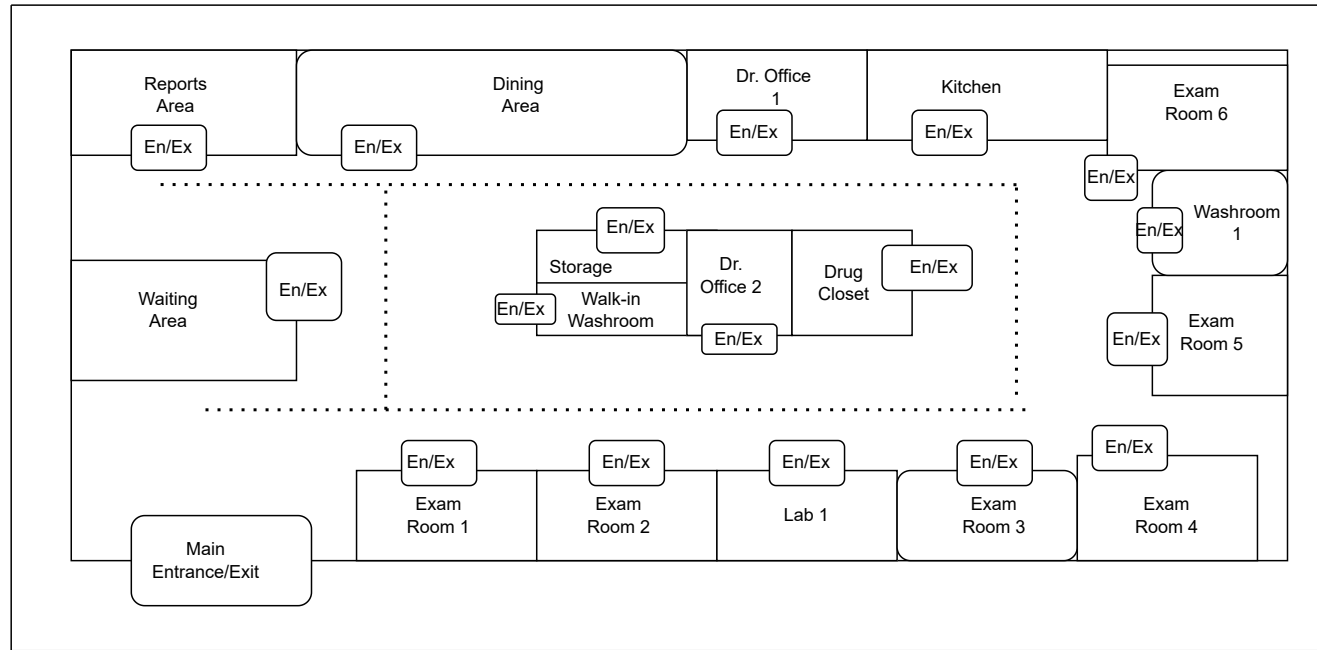 Reports
Area
En/Ex
Dining
Area
En/Ex
Dr. Office
1
En/Ex
Kitchen
En/Ex
Exam
Room 6
En/Ex
Washroom
1
En/Ex
Waiting
Area
En/Ex
En/Ex
Storage
Walk-in
Washroom
En/Ex
Dr.
Office 2
En/Ex
Drug
Closet
En/Ex
Exam
Room 5
En/Ex
En/Ex
Exam
Room 1
En/Ex
Exam
Room 2
En/Ex
Lab 1
En/Ex
Exam
Room 3
En/Ex
Exam
Room 4
Main
Entrance/Exit